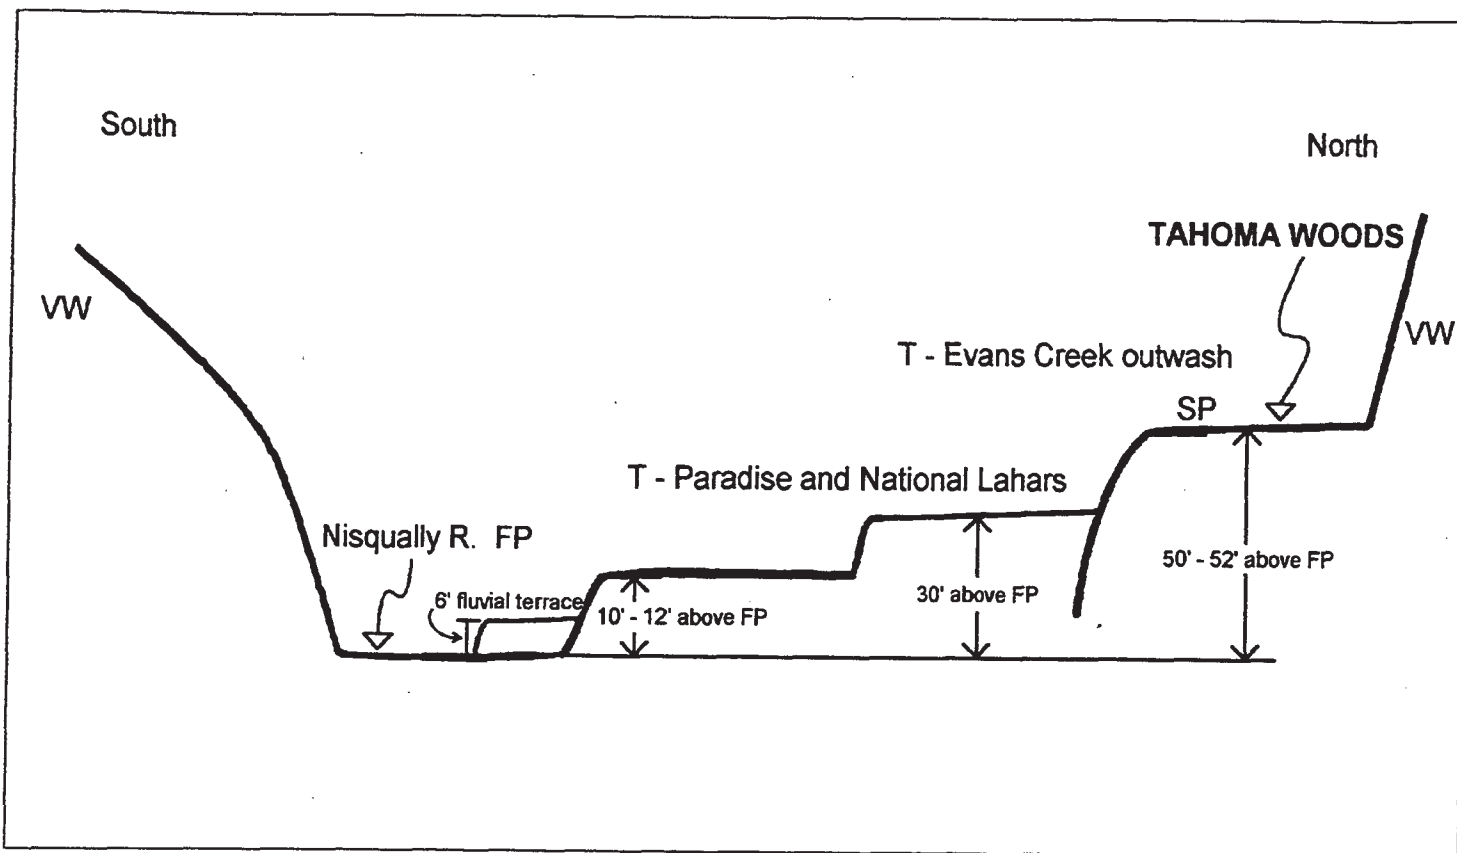 South
North
TAHOMA WOODS
VW
VW
T - Evans Creek outwash
SP
T - Paradise and National Lahars
Nisqually R. FP
50' - 52' above FP
6' fluvial terrace
30' above FP
10' - 12' above FP